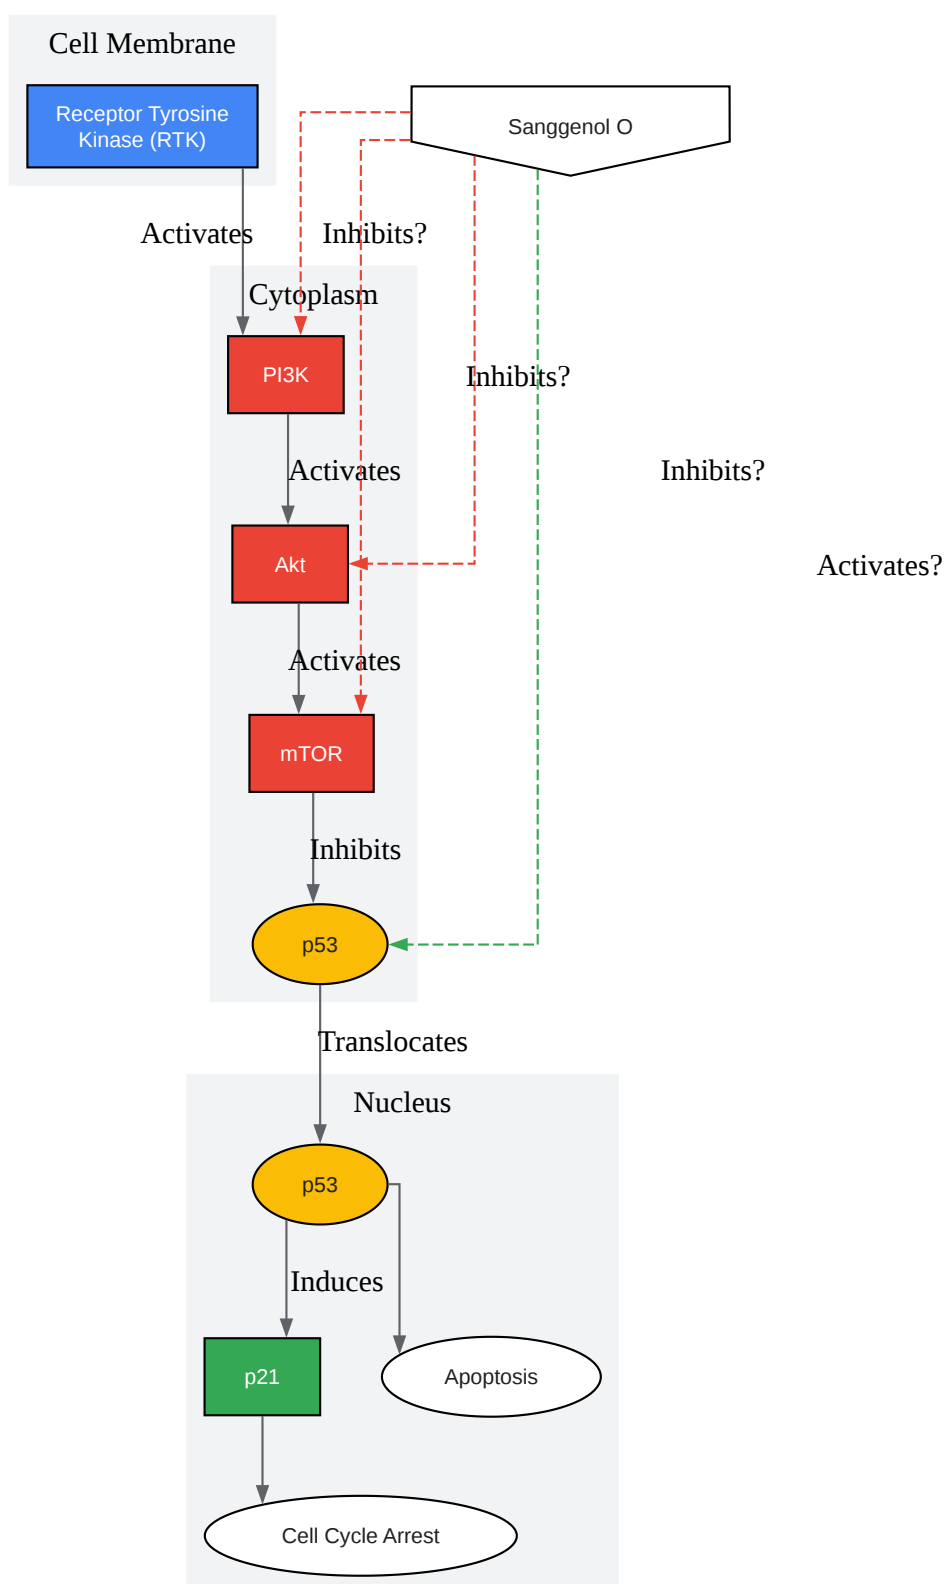 Cell Membrane
Receptor Tyrosine
Kinase (RTK)
Sanggenol O
Activates
Inhibits?
Cytoplasm
PI3K
Inhibits?
Activates
Inhibits?
Akt
Activates?
Activates
mTOR
Inhibits
p53
Translocates
Nucleus
p53
Induces
p21
Apoptosis
Cell Cycle Arrest